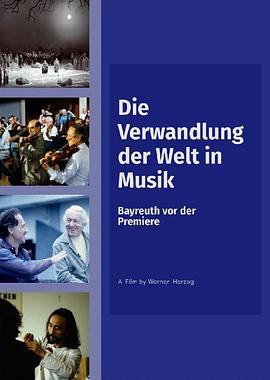 Die
Verwandlung
der Welt in
Musik
Bayreuth vor der
Premiere
A Film by Werner Herzog